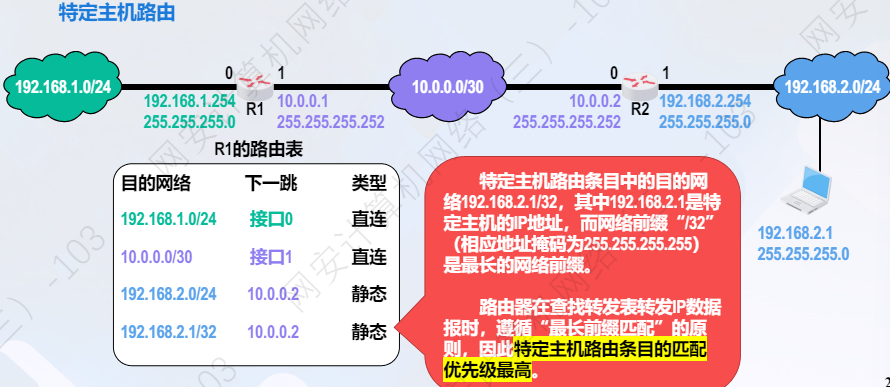 特定主机路由
192.168.1.0/24
0
1
R1
192.168.1.254
255.255.255.0
10.0.0.1
255.255.255.252
10.0.0.0/30
0
1
R2
10.0.0.2
255.255.255.252
192.168.2.254
255.255.255.0
192.168.2.0/24
192.168.2.1
255.255.255.0
R1的路由表
目的网络 下一跳 类型
192.168.1.0/24 接口0 直连
10.0.0.0/30 接口1 直连
192.168.2.0/24 10.0.0.2 静态
192.168.2.1/32 10.0.0.2 静态
特定主机路由条目中的目的网
络192.168.2.1/32，其中192.168.2.1是特
定主机的IP地址，而网络前缀“/32”
（相应地址掩码为255.255.255.255）
是最长的网络前缀。
路由器在查找转发表转发IP数据
报时，遵循“最长前缀匹配”的原
则，因此特定主机路由条目的匹配
优先级最高。
网安计算机网络（三）-103